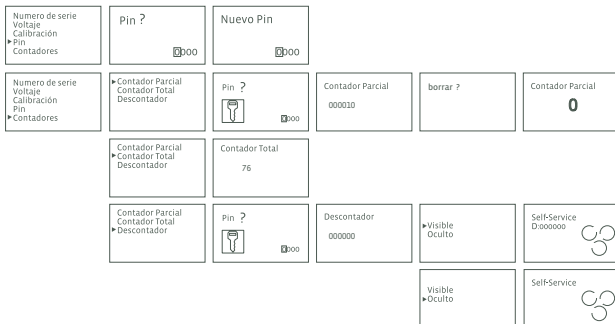 Numero de serie
Voltaje
Calibración
▶Pin
Contadores
Pin ?
0000
Nuevo Pin
0000
Numero de serie
Voltaje
Calibración
Pin
▶Contadores
▶Contador Parcial
Contador Total
Descontador
Pin ?
0000
Contador Parcial
000010
borrar ?
Contador Parcial
0
Contador Parcial
▶Contador Total
Descontador
Contador Total
76
Contador Parcial
Contador Total
▶Descontador
Pin ?
0000
Descontador
000000
▶Visible
Oculto
Self-Service
D:000000
Visible
▶Oculto
Self-Service